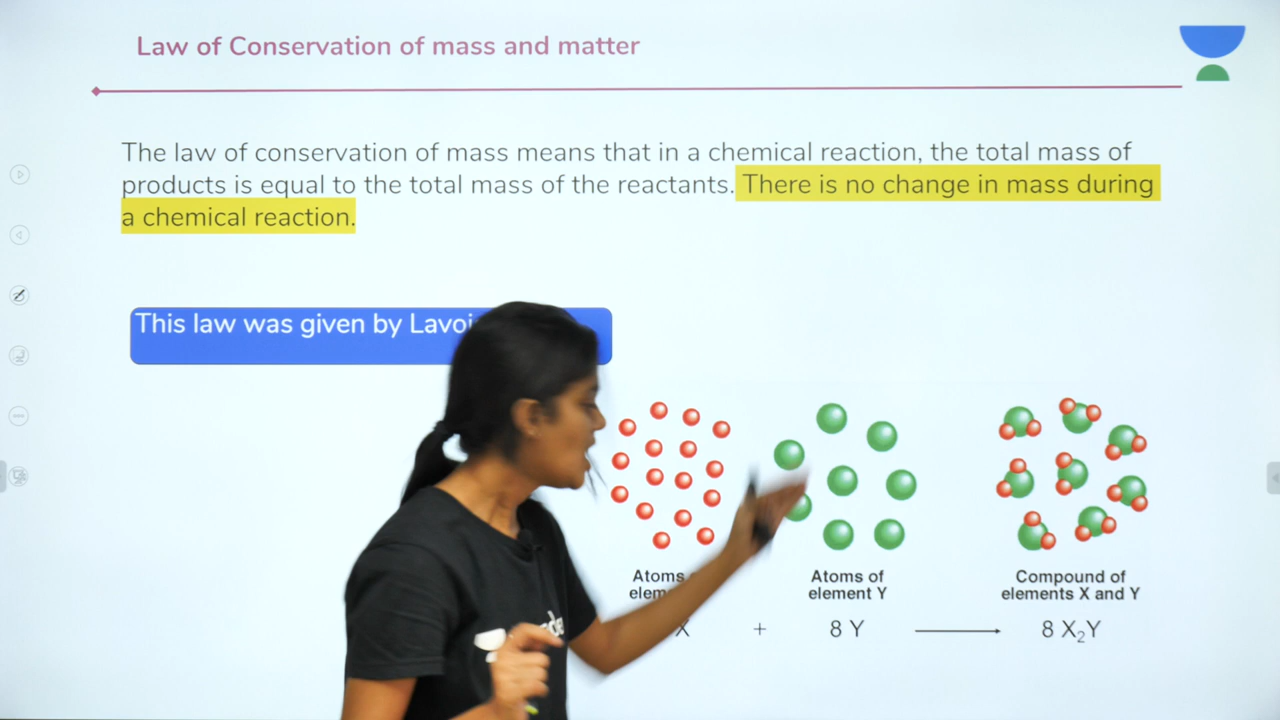 Law of Conservation of mass and matter
The law of conservation of mass means that in a chemical reaction, the total mass of
products is equal to the total mass of the reactants. There is no change in mass during
a chemical reaction.
This law was given by
Atoms
Atoms of
element Y
Compound of
elements X and Y
X + 8 Y ⟶ 8 X₂Y